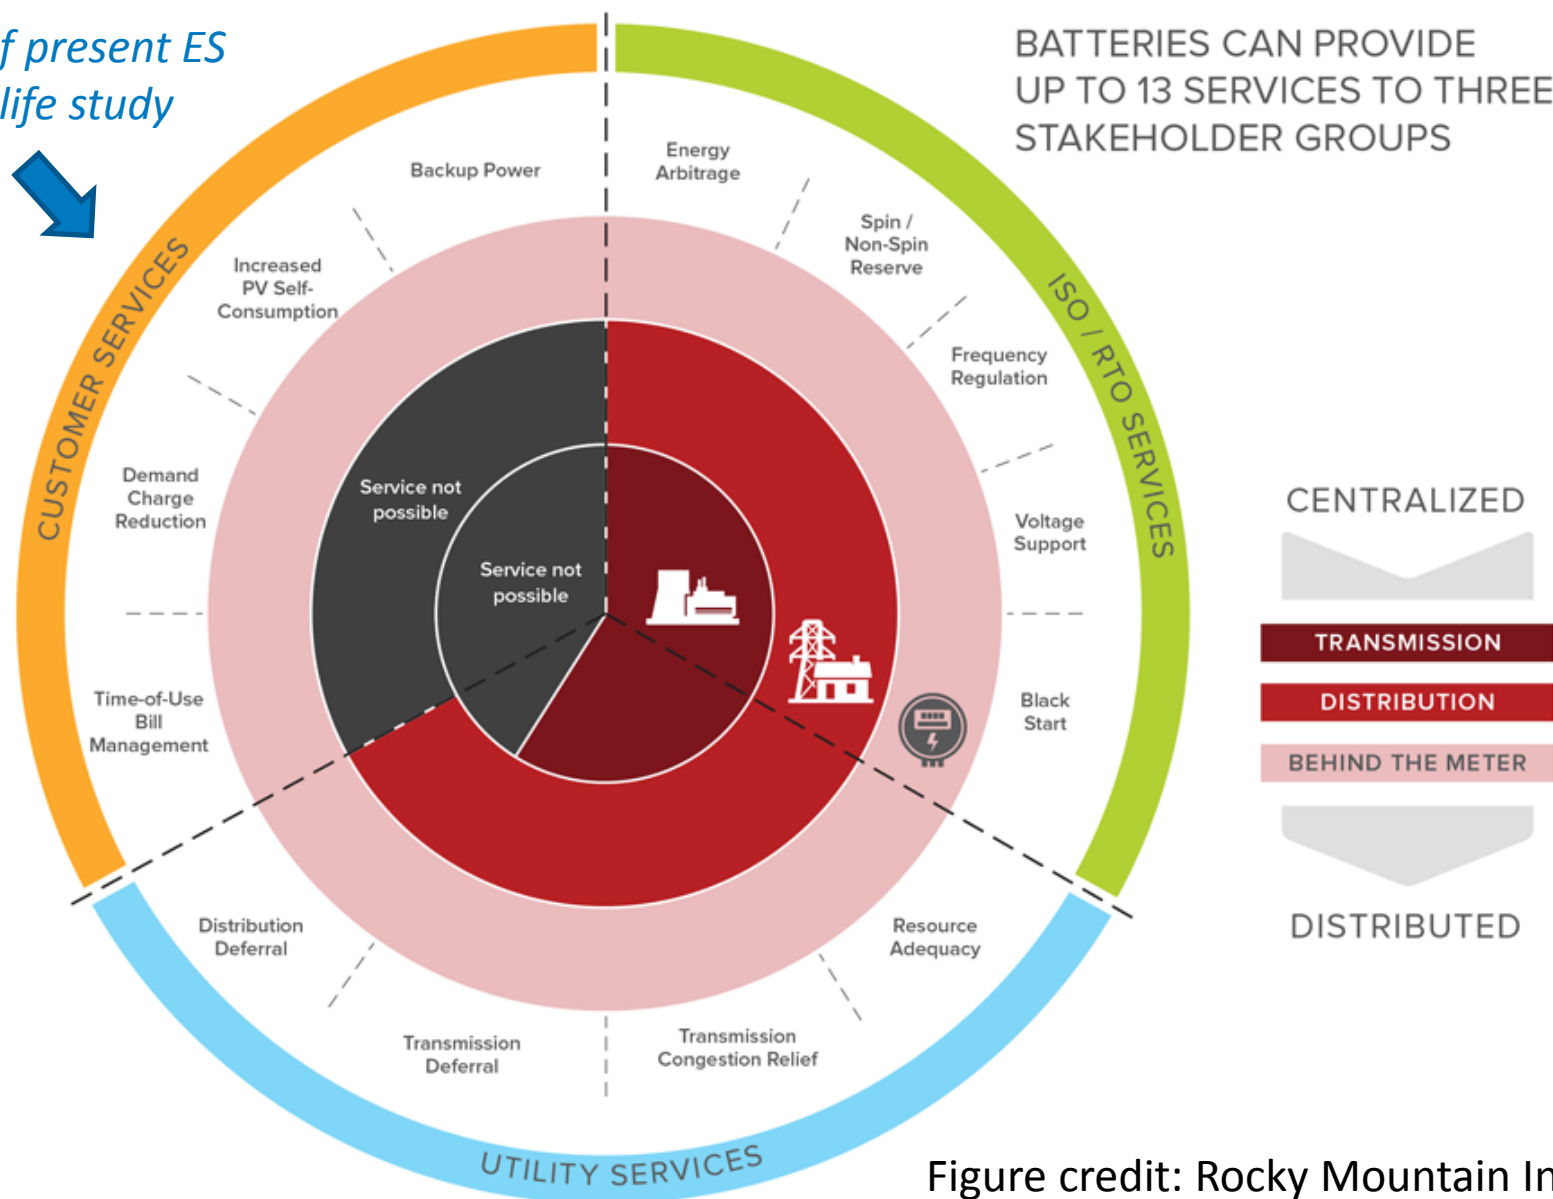 f present ES
life study
BATTERIES CAN PROVIDE
UP TO 13 SERVICES TO THREE
STAKEHOLDER GROUPS
Backup Power
Energy
Arbitrage
Spin /
Non-Spin
Reserve
Increased
PV Self-
Consumption
Frequency
Regulation
CUSTOMER SERVICES
ISO / RTO SERVICES
Demand
Charge
Reduction
Service not
possible
Service not
possible
Voltage
Support
Time-of-Use
Bill
Management
Black
Start
CENTRALIZED
TRANSMISSION
DISTRIBUTION
BEHIND THE METER
DISTRIBUTED
Distribution
Deferral
Resource
Adequacy
Transmission
Deferral
Transmission
Congestion Relief
UTILITY SERVICES
Figure credit: Rocky Mountain In